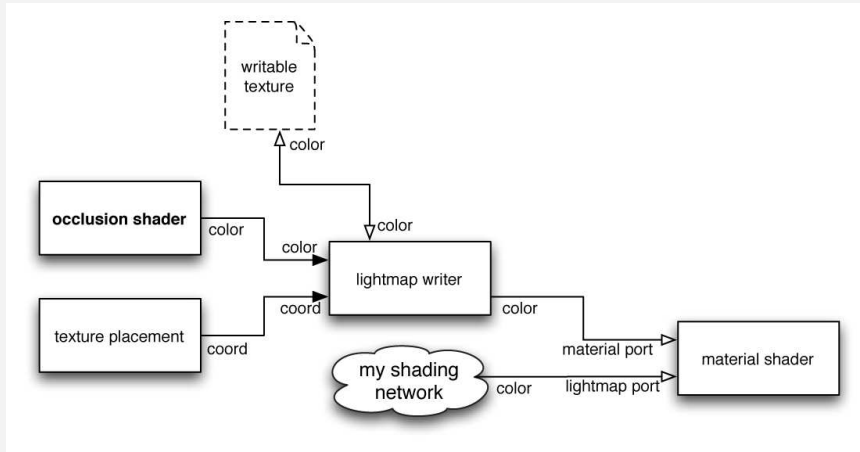 writable
texture
color
color
occlusion shader
color
color
lightmap writer
coord
color
texture placement
coord
material port
material shader
my shading
network
color
lightmap port